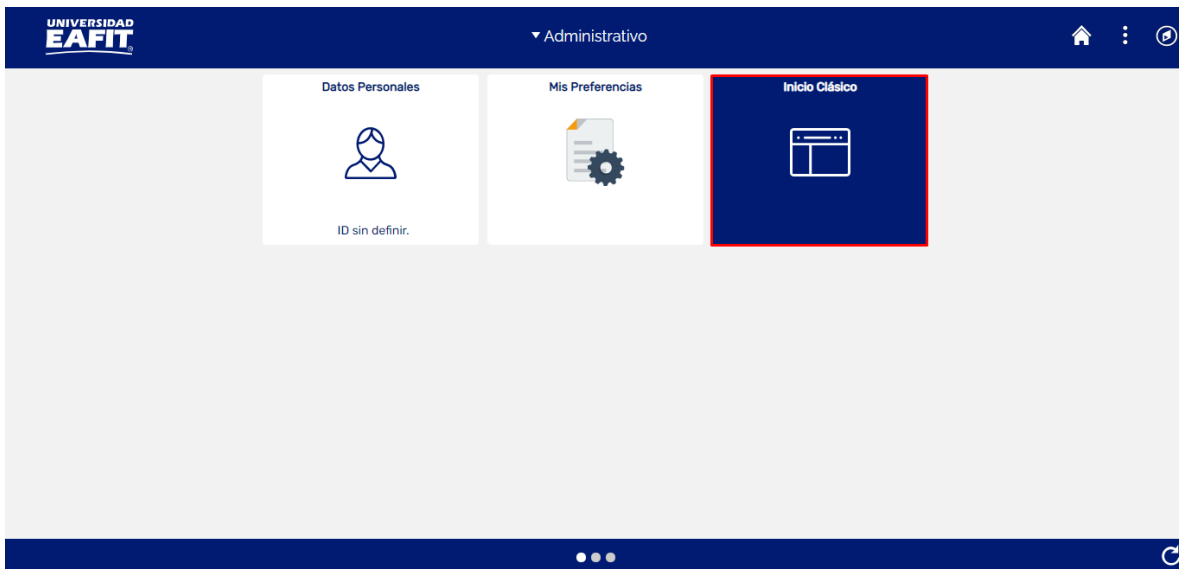 UNIVERSIDAD
EAFIT
Administrativo
Datos Personales
Mis Preferencias
Inicio Clásico
ID sin definir.